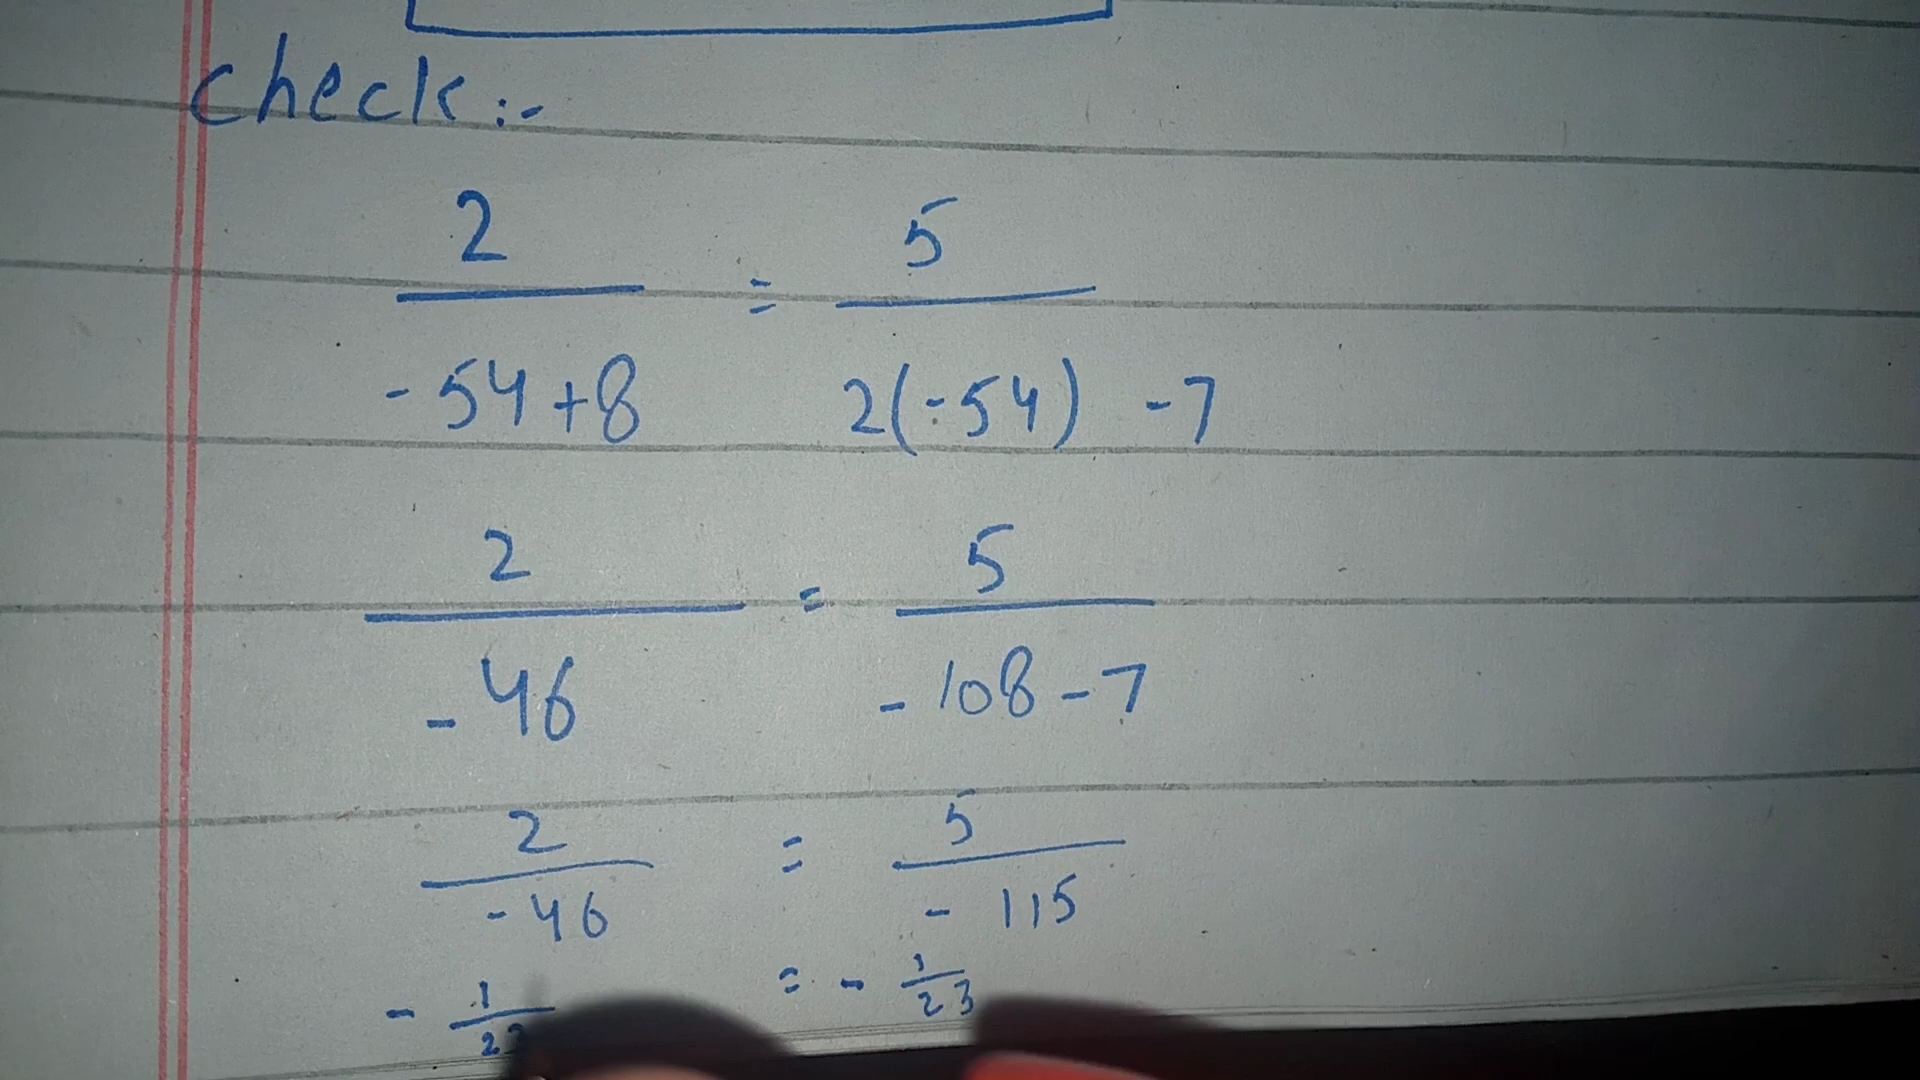 Check:-
2 = 5
-54+8 2(-54) -7
2 = 5
-46 -108-7
2 = 5
-46 -115
-1 = -1
23